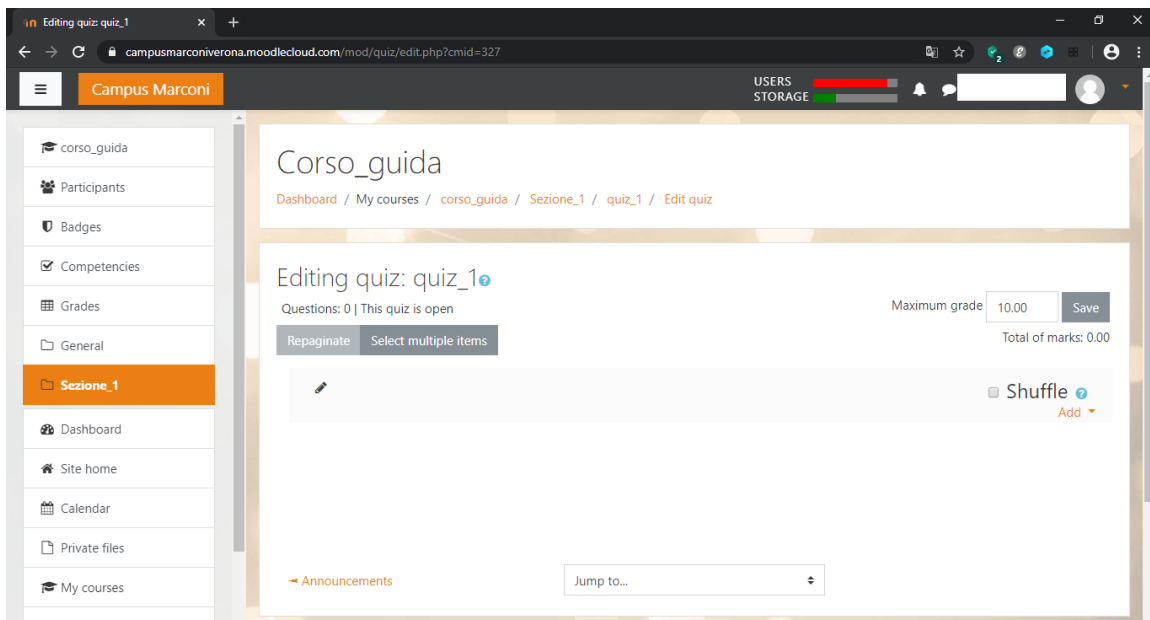 Editing quiz: quiz_1
campusmarconiverona.moodlecloud.com/mod/quiz/edit.php?cmid=327
2
Campus Marconi
USERS
STORAGE
corso_guida
Participants
Badges
Competencies
Grades
General
Sezione_1
Dashboard
Site home
Calendar
Private files
My courses
Corso_guida
Dashboard / My courses / corso_guida / Sezione_1 / quiz_1 / Edit quiz
Editing quiz: quiz_1
Questions: 0 | This quiz is open
Maximum grade 10.00 Save
Repaginate Select multiple items
Total of marks: 0.00
Shuffle
Add
Announcements
Jump to...